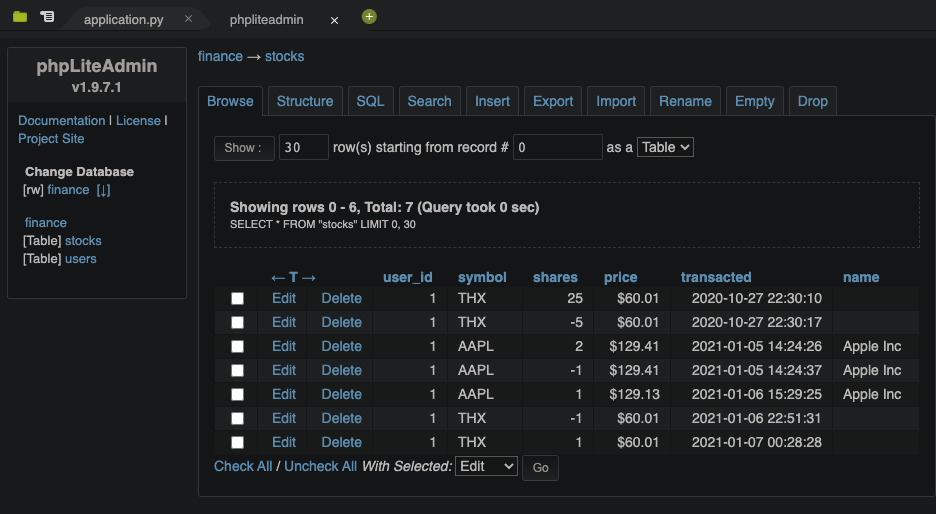 application.py × phpliteadmin × +
phpLiteAdmin
v1.9.7.1
Documentation | License |
Project Site
Change Database
[rw] finance [↓]
finance
[Table] stocks
[Table] users
finance → stocks
Browse Structure SQL Search Insert Export Import Rename Empty Drop
Show : 30 row(s) starting from record # 0 as a Table
Showing rows 0 - 6, Total: 7 (Query took 0 sec)
SELECT * FROM "stocks" LIMIT 0, 30
← T → user_id symbol shares price transacted name
Edit Delete 1 THX 25 $60.01 2020-10-27 22:30:10
Edit Delete 1 THX -5 $60.01 2020-10-27 22:30:17
Edit Delete 1 AAPL 2 $129.41 2021-01-05 14:24:26 Apple Inc
Edit Delete 1 AAPL -1 $129.41 2021-01-05 14:24:37 Apple Inc
Edit Delete 1 AAPL 1 $129.13 2021-01-06 15:29:25 Apple Inc
Edit Delete 1 THX -1 $60.01 2021-01-06 22:51:31
Edit Delete 1 THX 1 $60.01 2021-01-07 00:28:28
Check All / Uncheck All With Selected: Edit Go